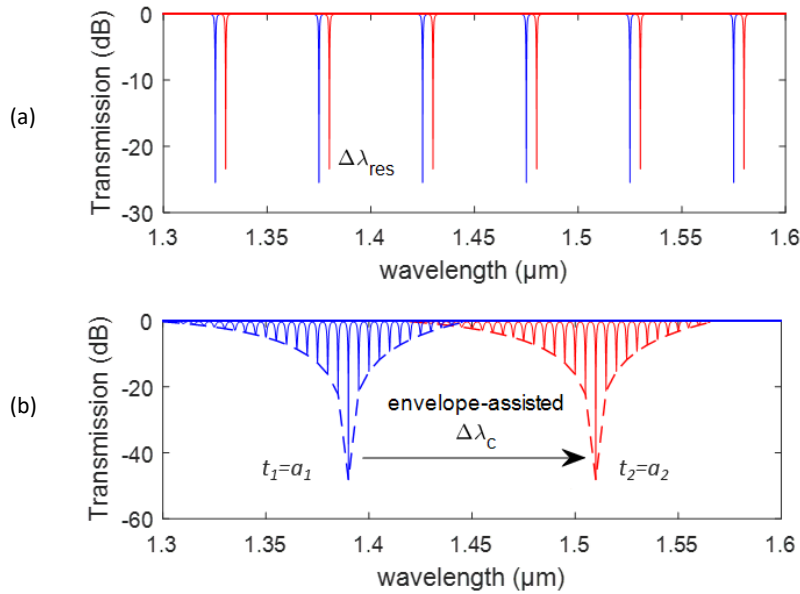 (a)
Transmission (dB)
0
-10
-20
-30
Δλres
1.3 1.35 1.4 1.45 1.5 1.55 1.6
wavelength (µm)
(b)
Transmission (dB)
0
-20
-40
-60
envelope-assisted
Δλc
t1=a1
t2=a2
1.3 1.35 1.4 1.45 1.5 1.55 1.6
wavelength (µm)